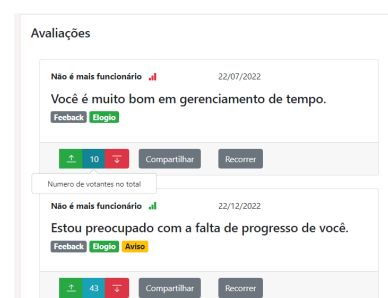 Avaliações
Não é mais funcionário 22/07/2022
Você é muito bom em gerenciamento de tempo.
Feeback Elogio
10 Compartilhar Recorrer
Numero de votantes no total
Não é mais funcionário 22/12/2022
Estou preocupado com a falta de progresso de você.
Feeback Elogio Aviso
43 Compartilhar Recorrer